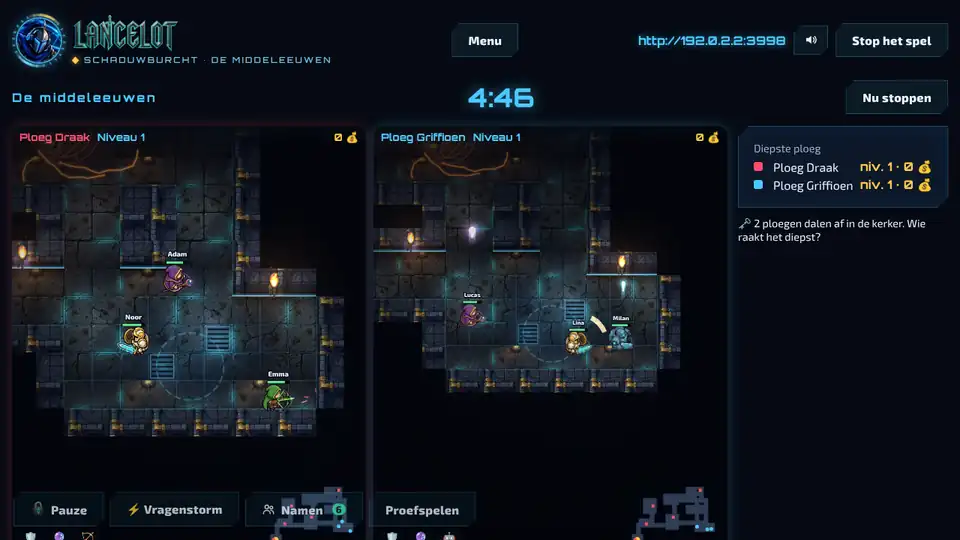 LANCELOT
SCHADUWBURCHT · DE MIDDELEEUWEN
Menu
http://192.0.2.2:3998
Stop het spel
De middeleeuwen
4:46
Nu stoppen
Ploeg Draak Niveau 1
0
Ploeg Griffioen Niveau 1
0
Diepste ploeg
Ploeg Draak niv. 1 · 0
Ploeg Griffioen niv. 1 · 0
2 ploegen dalen af in de kerker. Wie
raakt het diepst?
Adam
Noor
Emma
Lucas
Lina
Milan
Pauze
Vragenstorm
Namen 6
Proefspelen